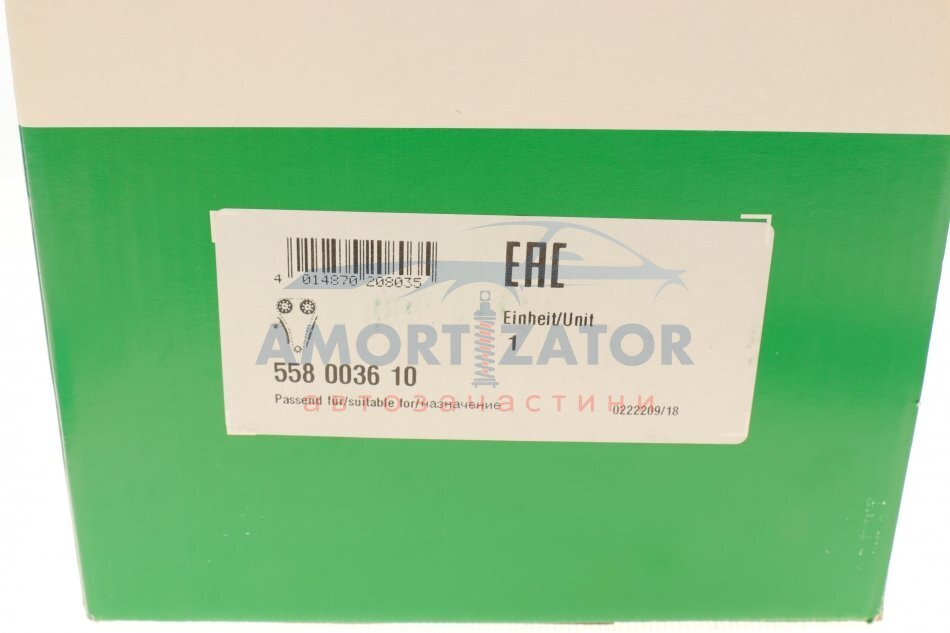 4 014870 208035
EAC
Einheit/Unit
1
AMORTIZATOR
558 0036 10
Passend für/suitable for/назначение
автозапчастини
0222209/18